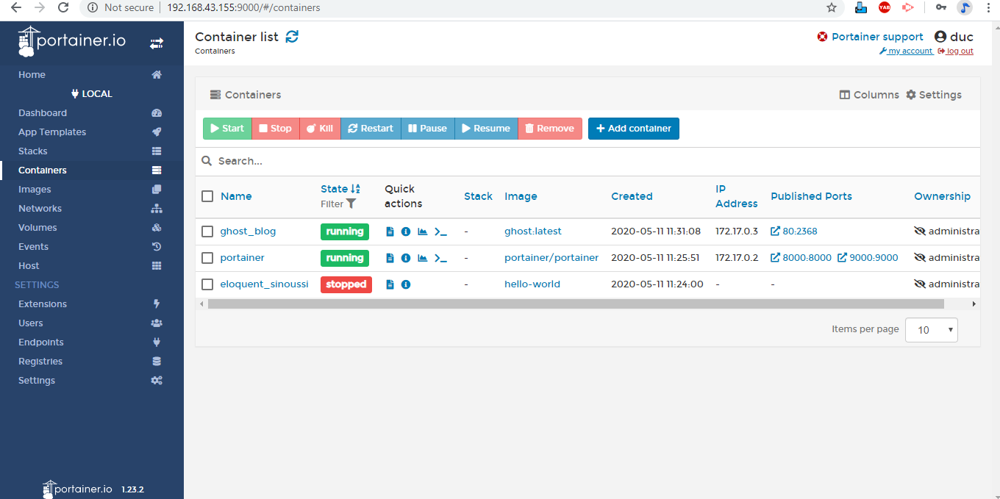 Not secure | 192.168.43.155:9000/#/containers
YAB
portainer.io
Home
LOCAL
Dashboard
App Templates
Stacks
Containers
Images
Networks
Volumes
Events
Host
SETTINGS
Extensions
Users
Endpoints
Registries
Settings
portainer.io 1.23.2
Container list
Containers
Portainer support duc
my account log out
Containers
Columns Settings
Start Stop Kill Restart Pause Resume Remove Add container
Search...
Name State Filter Quick actions Stack Image Created IP Address Published Ports Ownership
ghost_blog running - ghost:latest 2020-05-11 11:31:08 172.17.0.3 80:2368 administra
portainer running - portainer/portainer 2020-05-11 11:25:51 172.17.0.2 8000:8000 9000:9000 administra
eloquent_sinoussi stopped - hello-world 2020-05-11 11:24:00 - - administra
Items per page 10